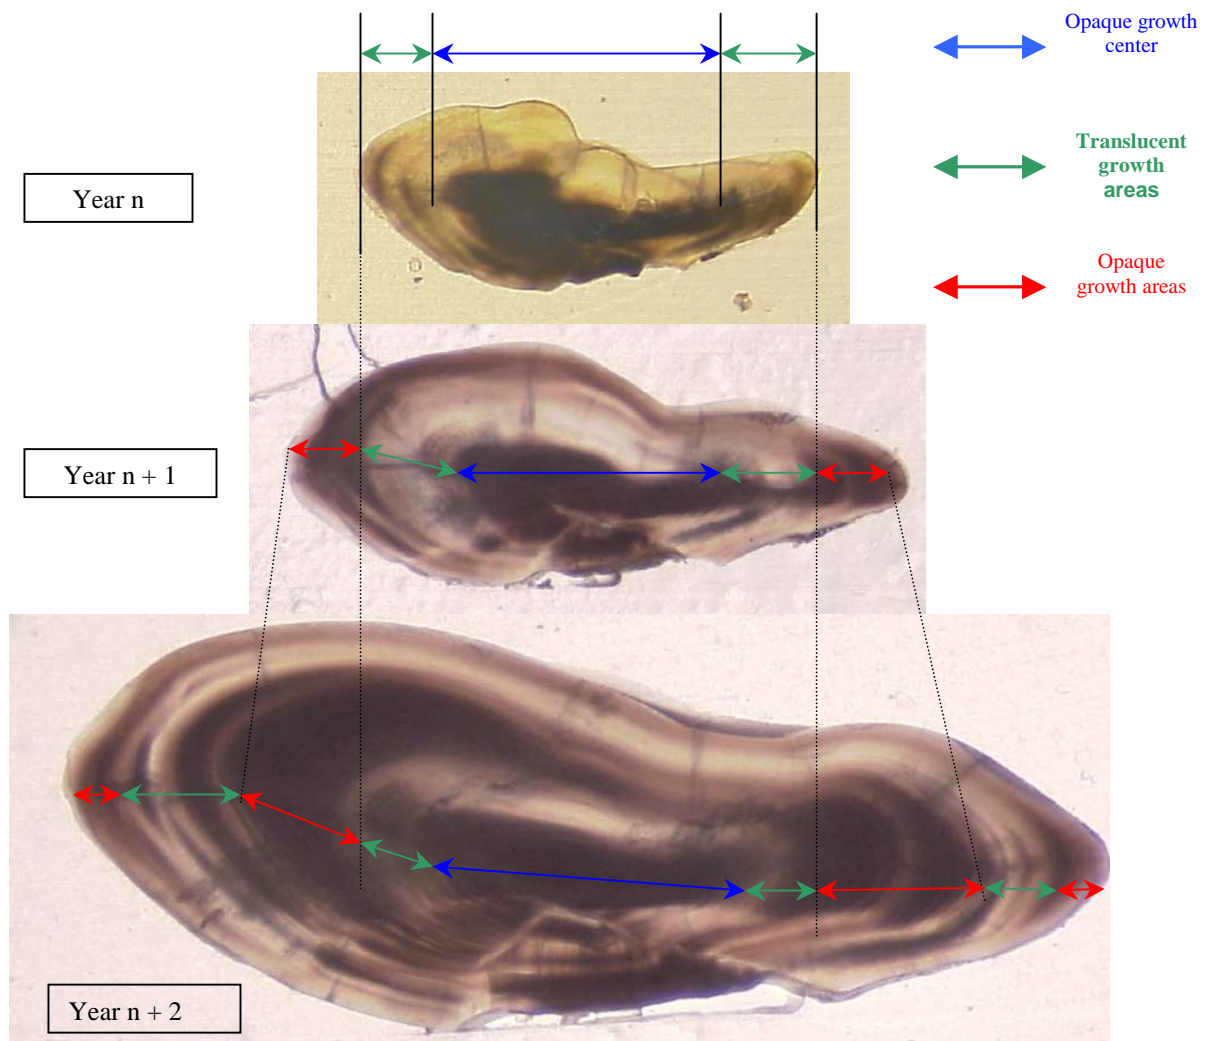 Opaque growth
center
Translucent
growth
areas
Year n
Opaque
growth areas
Year n + 1
Year n + 2